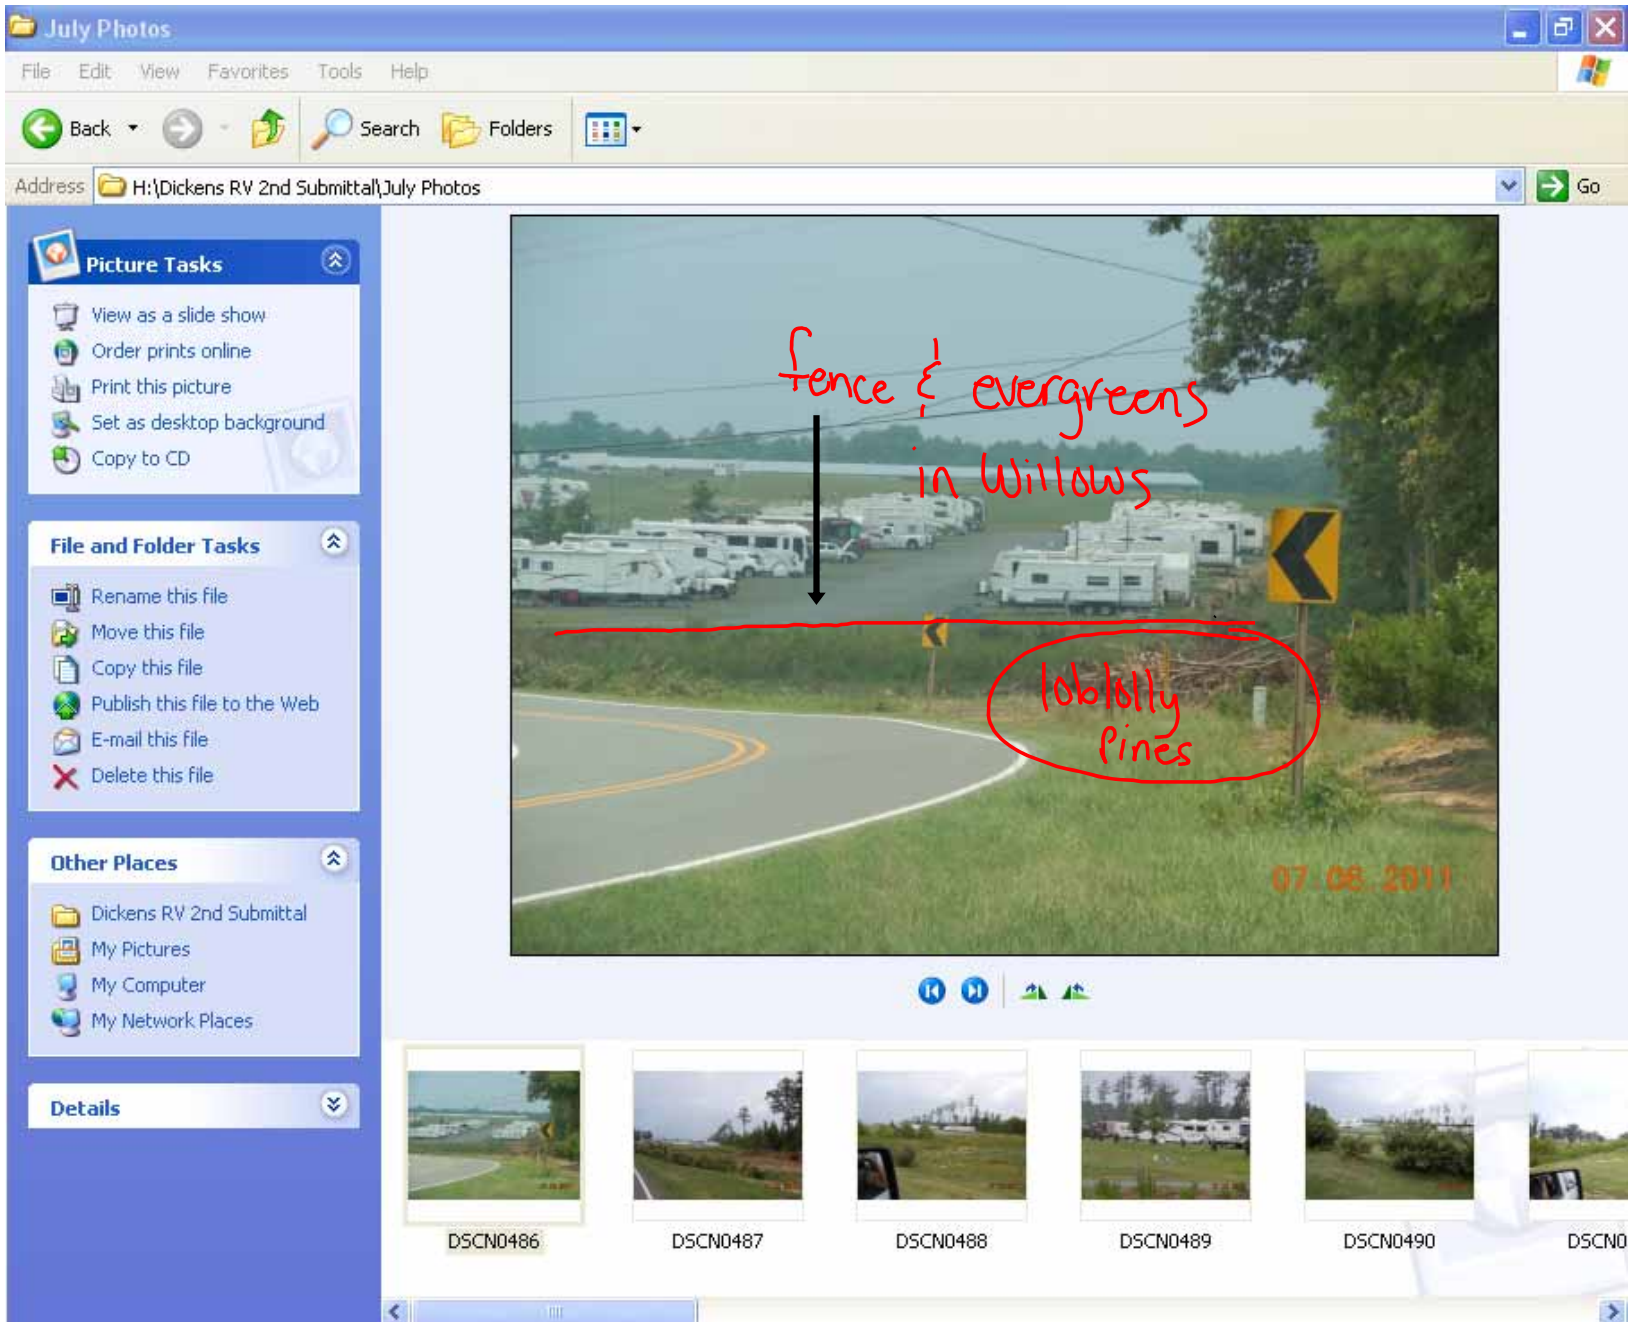 July Photos
File Edit View Favorites Tools Help
Back Search Folders
Address H:\Dickens RV 2nd Submittal\July Photos Go
Picture Tasks
View as a slide show
Order prints online
Print this picture
Set as desktop background
Copy to CD
File and Folder Tasks
Rename this file
Move this file
Copy this file
Publish this file to the Web
E-mail this file
Delete this file
Other Places
Dickens RV 2nd Submittal
My Pictures
My Computer
My Network Places
Details
fence & evergreens
in Willows
loblolly
Pines
07.08.2011
DSCN0486 DSCN0487 DSCN0488 DSCN0489 DSCN0490 DSCN0